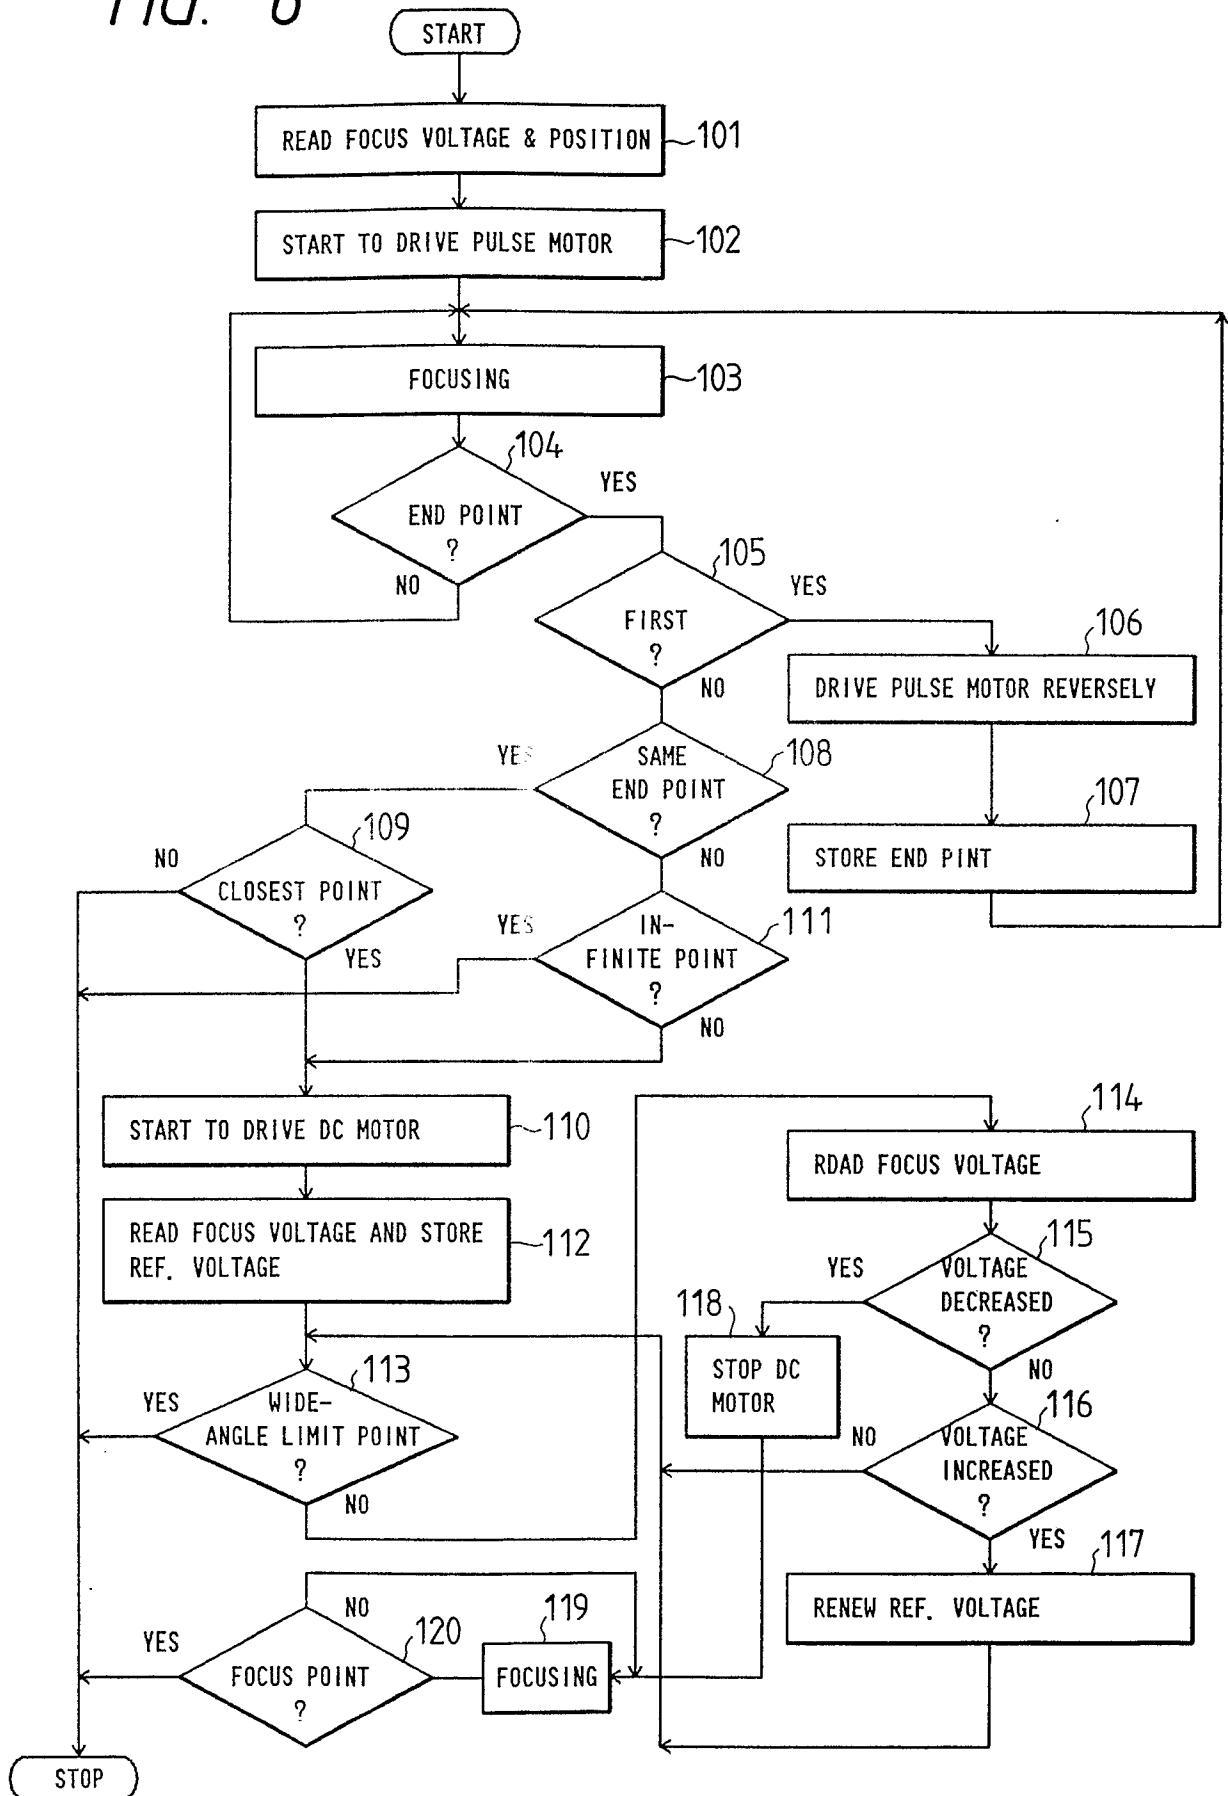 FIG. 6
START
READ FOCUS VOLTAGE & POSITION
101
START TO DRIVE PULSE MOTOR
102
FOCUSING
103
104
YES
END POINT
?
NO
105
YES
FIRST
?
NO
106
DRIVE PULSE MOTOR REVERSELY
YES
SAME
END POINT
?
108
NO
107
STORE END PINT
109
NO
CLOSEST POINT
?
YES
YES
IN-
FINITE POINT
?
111
NO
START TO DRIVE DC MOTOR
110
114
RDAD FOCUS VOLTAGE
READ FOCUS VOLTAGE AND STORE
REF. VOLTAGE
112
115
YES
VOLTAGE
DECREASED
?
NO
118
STOP DC
MOTOR
113
YES
WIDE-
ANGLE LIMIT POINT
?
NO
116
NO
VOLTAGE
INCREASED
?
YES
117
RENEW REF. VOLTAGE
NO
119
120
YES
FOCUS POINT
?
FOCUSING
STOP